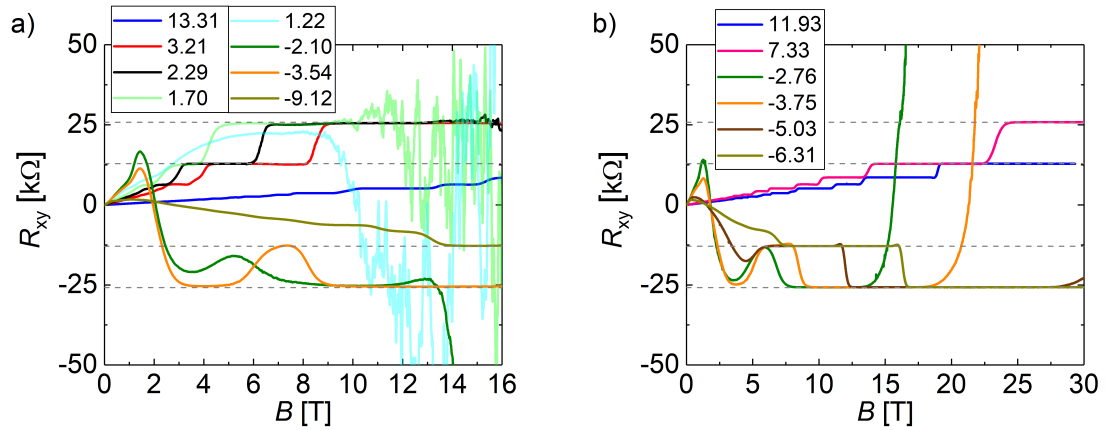 a)
13.31 1.22
3.21 -2.10
2.29 -3.54
1.70 -9.12
50
25
0
-25
-50
Rxy [kΩ]
0 2 4 6 8 10 12 14 16
B [T]
b)
11.93
7.33
-2.76
-3.75
-5.03
-6.31
50
25
0
-25
-50
Rxy [kΩ]
0 5 10 15 20 25 30
B [T]